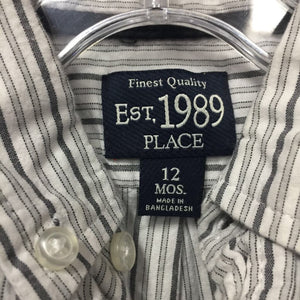 Finest Quality
EST. 1989
PLACE
12
MOS.
MADE IN
BANGLADESH